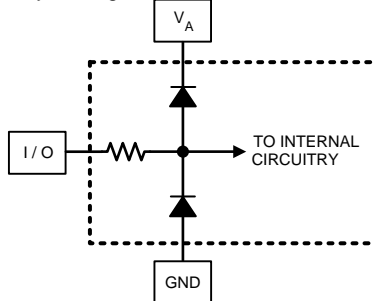 V_A
I / O
TO INTERNAL
CIRCUITRY
GND